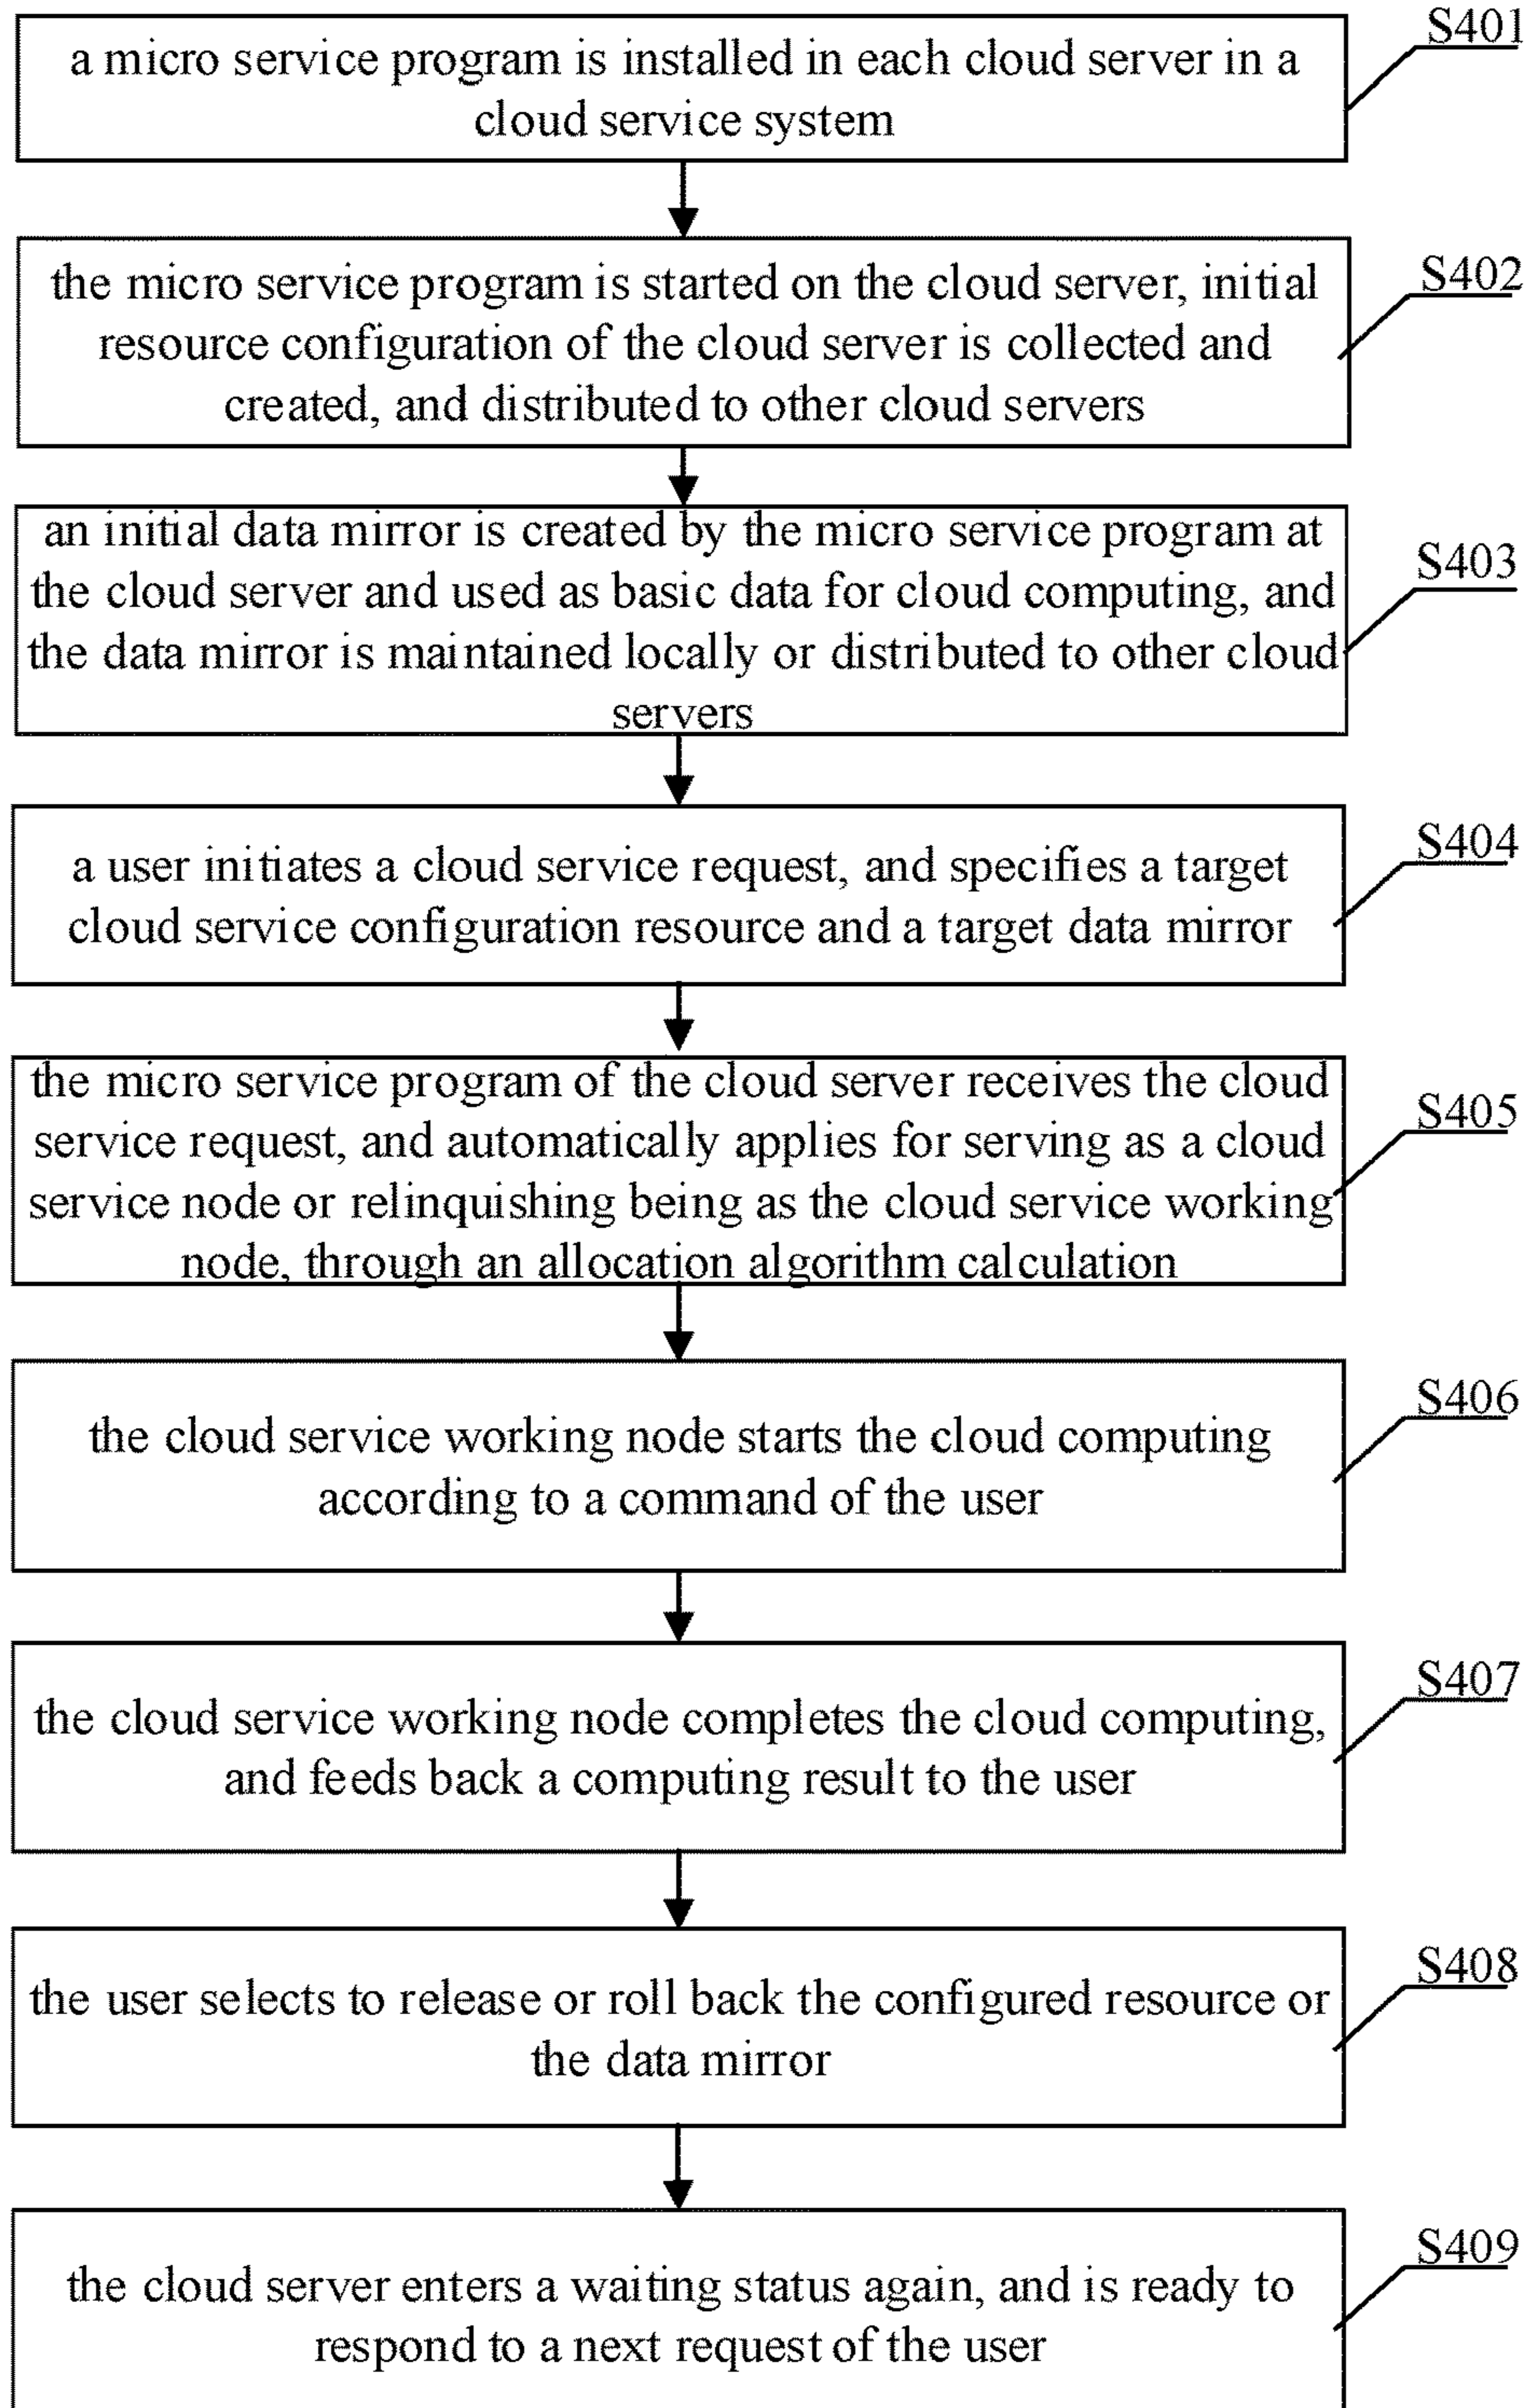 S401
a micro service program is installed in each cloud server in a
cloud service system
S402
the micro service program is started on the cloud server, initial
resource configuration of the cloud server is collected and
created, and distributed to other cloud servers
S403
an initial data mirror is created by the micro service program at
the cloud server and used as basic data for cloud computing, and
the data mirror is maintained locally or distributed to other cloud
servers
S404
a user initiates a cloud service request, and specifies a target
cloud service configuration resource and a target data mirror
S405
the micro service program of the cloud server receives the cloud
service request, and automatically applies for serving as a cloud
service node or relinquishing being as the cloud service working
node, through an allocation algorithm calculation
S406
the cloud service working node starts the cloud computing
according to a command of the user
S407
the cloud service working node completes the cloud computing,
and feeds back a computing result to the user
S408
the user selects to release or roll back the configured resource or
the data mirror
S409
the cloud server enters a waiting status again, and is ready to
respond to a next request of the user